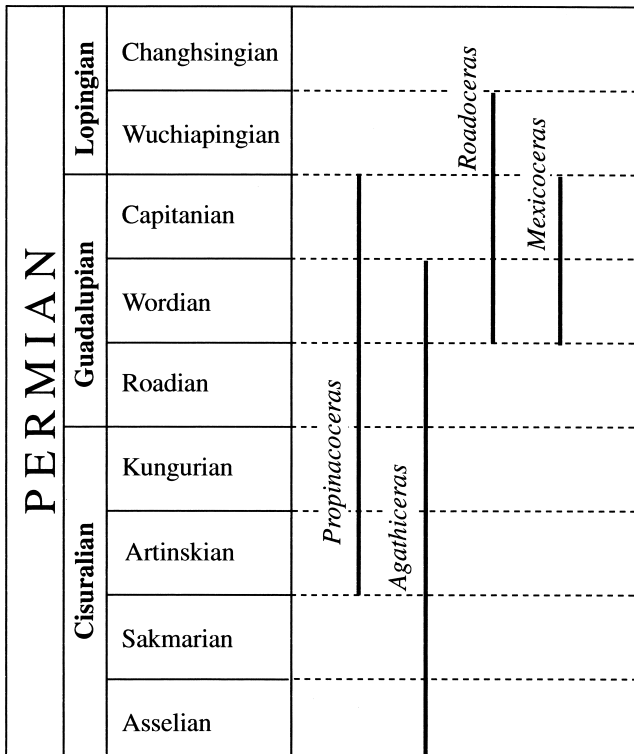 PERMIAN
Lopingian
Guadalupian
Cisuralian
Changhsingian
Wuchiapingian
Capitanian
Wordian
Roadian
Kungurian
Artinskian
Sakmarian
Asselian
Propinacoceras
Agathiceras
Roadoceras
Mexicoceras